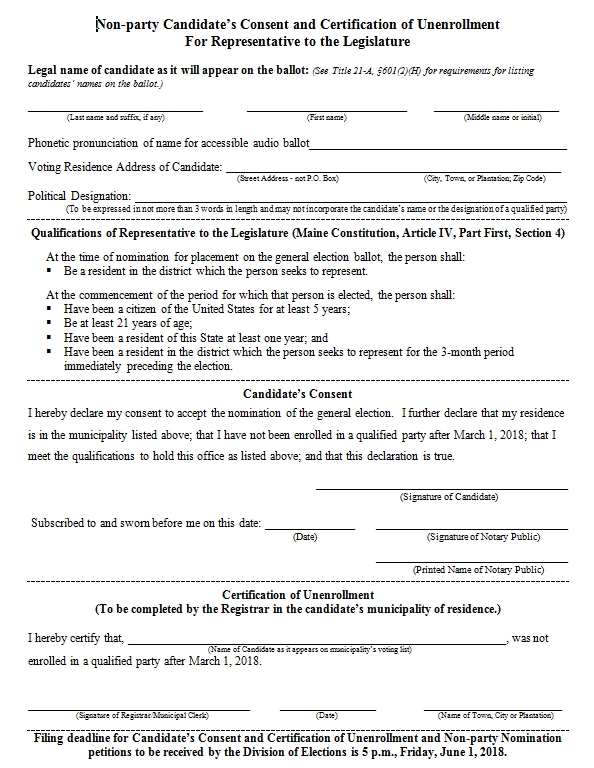 Non-party Candidate's Consent and Certification of Unenrollment
For Representative to the Legislature
Legal name of candidate as it will appear on the ballot: (See Title 21-A, §601(2)(H) for requirements for listing
candidates' names on the ballot.)
(Last name and suffix, if any) (First name) (Middle name or initial)
Phonetic pronunciation of name for accessible audio ballot
Voting Residence Address of Candidate:
(Street Address - not P.O. Box) (City, Town, or Plantation; Zip Code)
Political Designation:
(To be expressed in not more than 3 words in length and may not incorporate the candidate's name or the designation of a qualified party)
Qualifications of Representative to the Legislature (Maine Constitution, Article IV, Part First, Section 4)
At the time of nomination for placement on the general election ballot, the person shall:
▪ Be a resident in the district which the person seeks to represent.
At the commencement of the period for which that person is elected, the person shall:
▪ Have been a citizen of the United States for at least 5 years;
▪ Be at least 21 years of age;
▪ Have been a resident of this State at least one year; and
▪ Have been a resident in the district which the person seeks to represent for the 3-month period
immediately preceding the election.
Candidate's Consent
I hereby declare my consent to accept the nomination of the general election. I further declare that my residence
is in the municipality listed above; that I have not been enrolled in a qualified party after March 1, 2018; that I
meet the qualifications to hold this office as listed above; and that this declaration is true.
(Signature of Candidate)
Subscribed to and sworn before me on this date:
(Date) (Signature of Notary Public)
(Printed Name of Notary Public)
Certification of Unenrollment
(To be completed by the Registrar in the candidate's municipality of residence.)
I hereby certify that, , was not
(Name of Candidate as it appears on municipality's voting list)
enrolled in a qualified party after March 1, 2018.
(Signature of Registrar/Municipal Clerk) (Date) (Name of Town, City or Plantation)
Filing deadline for Candidate's Consent and Certification of Unenrollment and Non-party Nomination
petitions to be received by the Division of Elections is 5 p.m., Friday, June 1, 2018.